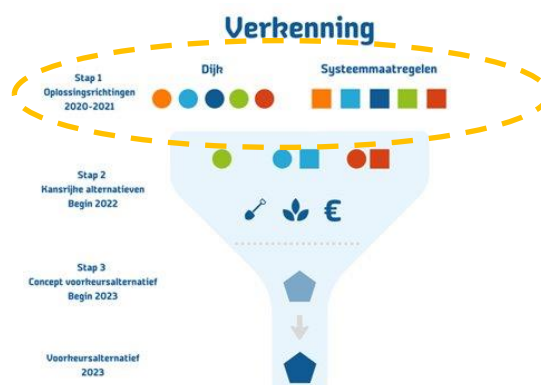 Verkenning
Dijk
Systeemmaatregelen
Stap 1
Oplossingsrichtingen
2020-2021
Stap 2
Kansrijke alternatieven
Begin 2022
€
Stap 3
Concept voorkeursalternatief
Begin 2023
Voorkeursalternatief
2023